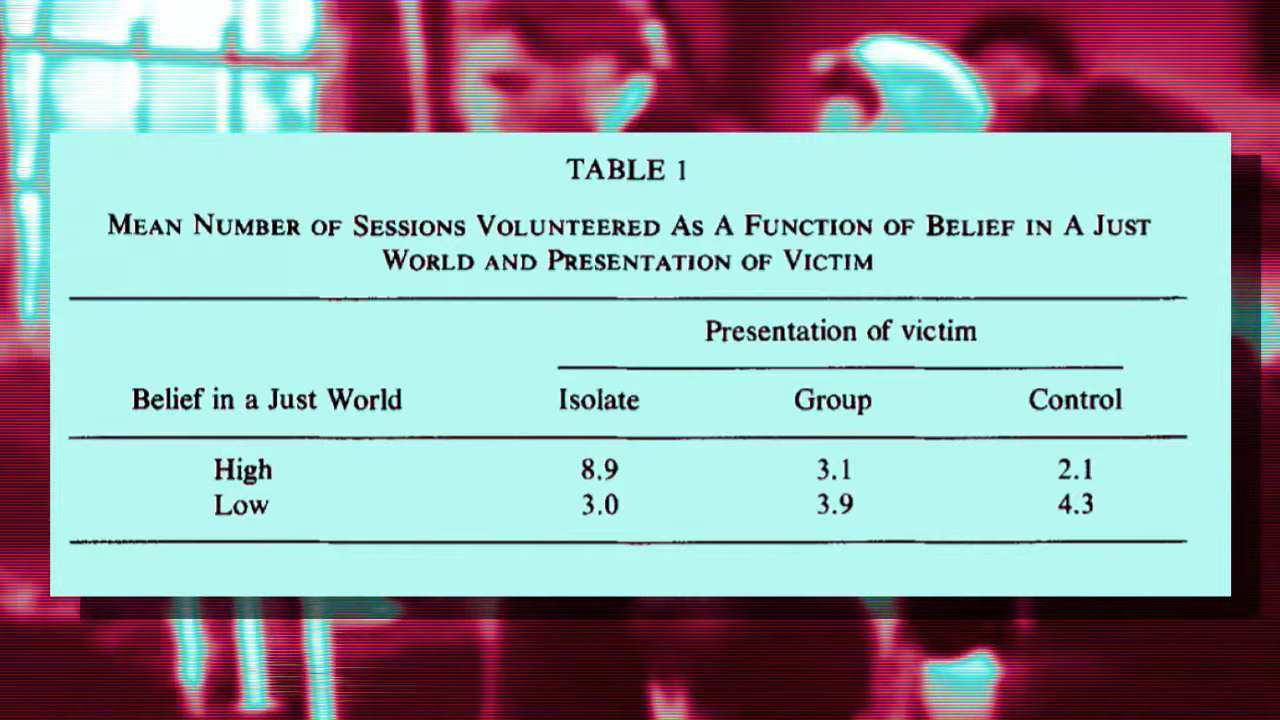 TABLE 1
MEAN NUMBER OF SESSIONS VOLUNTEERED AS A FUNCTION OF BELIEF IN A JUST
WORLD AND PRESENTATION OF VICTIM
Presentation of victim
Belief in a Just World Isolate Group Control
High 8.9 3.1 2.1
Low 3.0 3.9 4.3